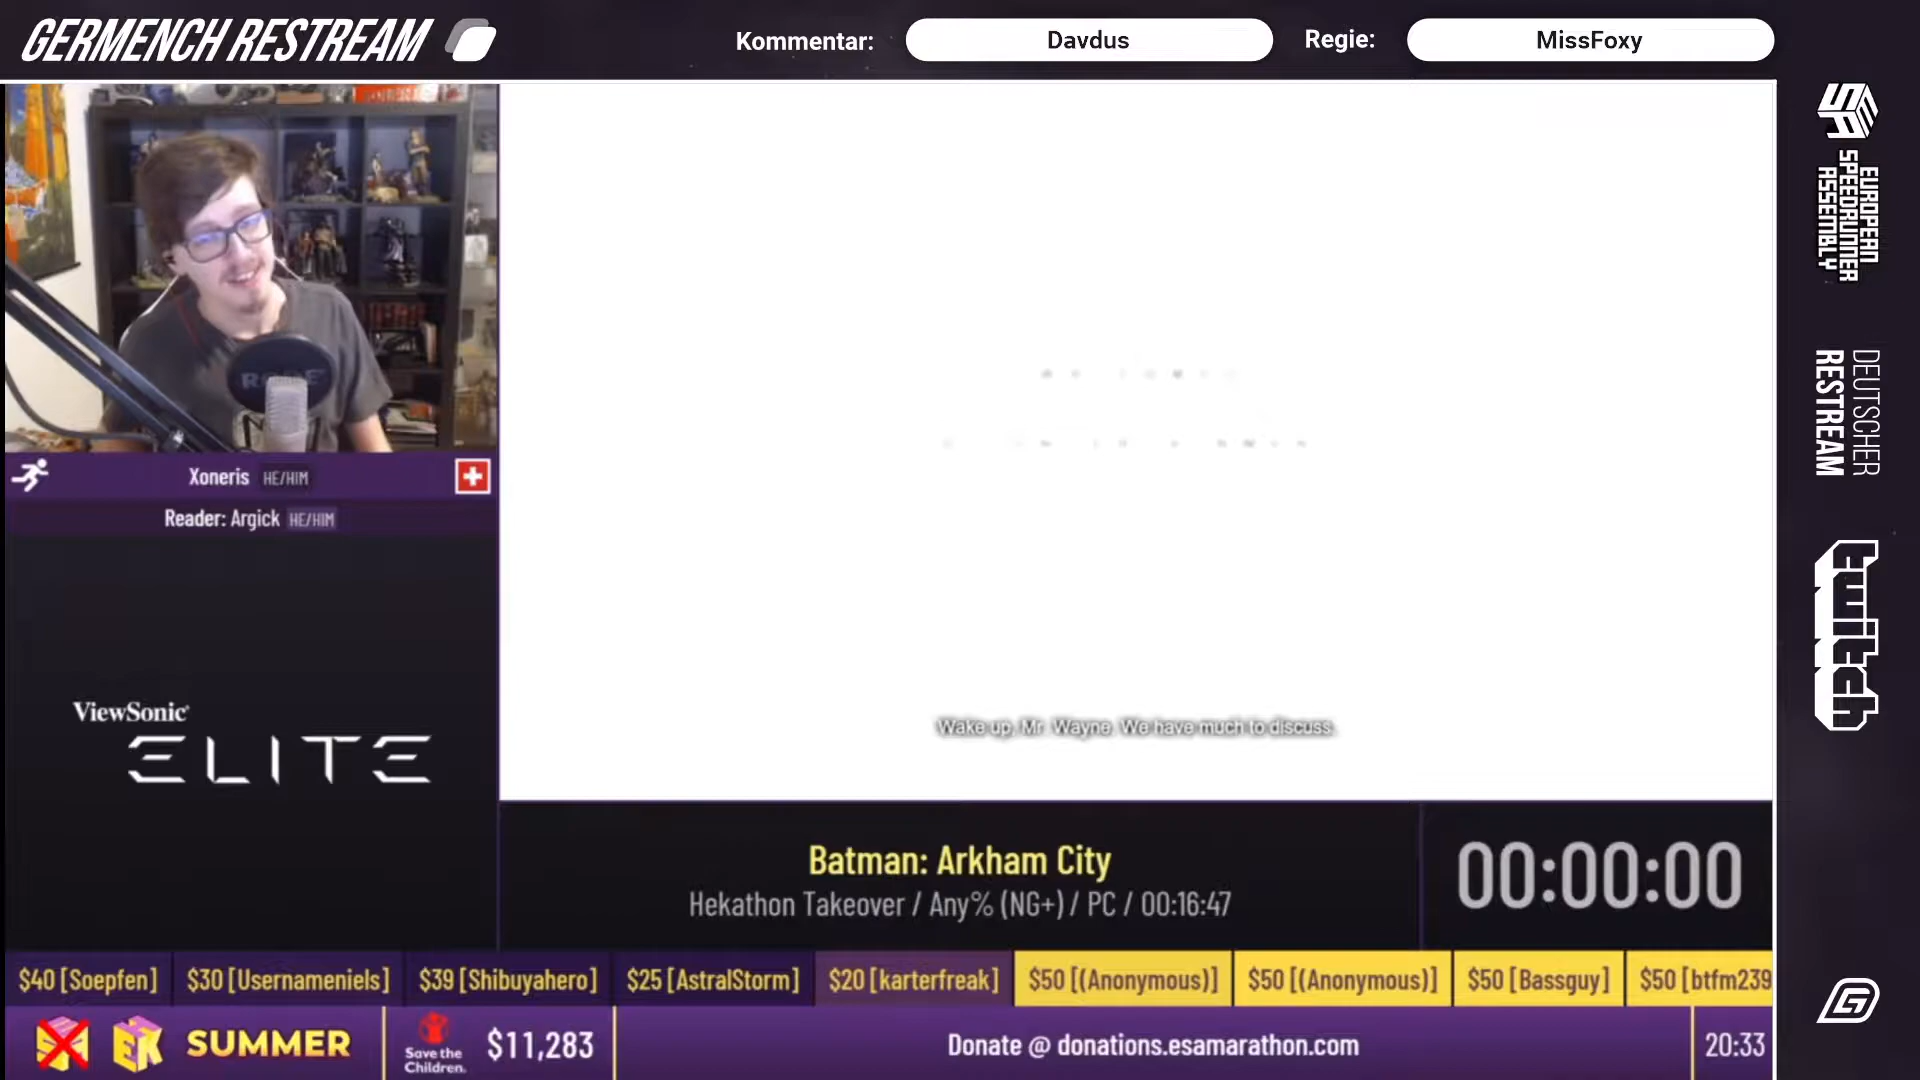 GERMENCH RESTREAM
Kommentar:
Davdus
Regie:
MissFoxy
EUROPEAN
SPEEDRUNNER
ASSEMBLY
DEUTSCHER
RESTREAM
twitch
RODE
Xoneris HE/HIM
Reader: Argick HE/HIM
ViewSonic
ELITE
Wake up, Mr. Wayne. We have much to discuss.
Batman: Arkham City
Hekathon Takeover / Any% (NG+) / PC / 00:16:47
00:00:00
$40 [Soepfen]
$30 [Usernameniels]
$39 [Shibuyahero]
$25 [AstralStorm]
$20 [karterfreak]
$50 [(Anonymous)]
$50 [(Anonymous)]
$50 [Bassguy]
$50 [btfm239
SUMMER
Save the
Children.
$11,283
Donate @ donations.esamarathon.com
20:33